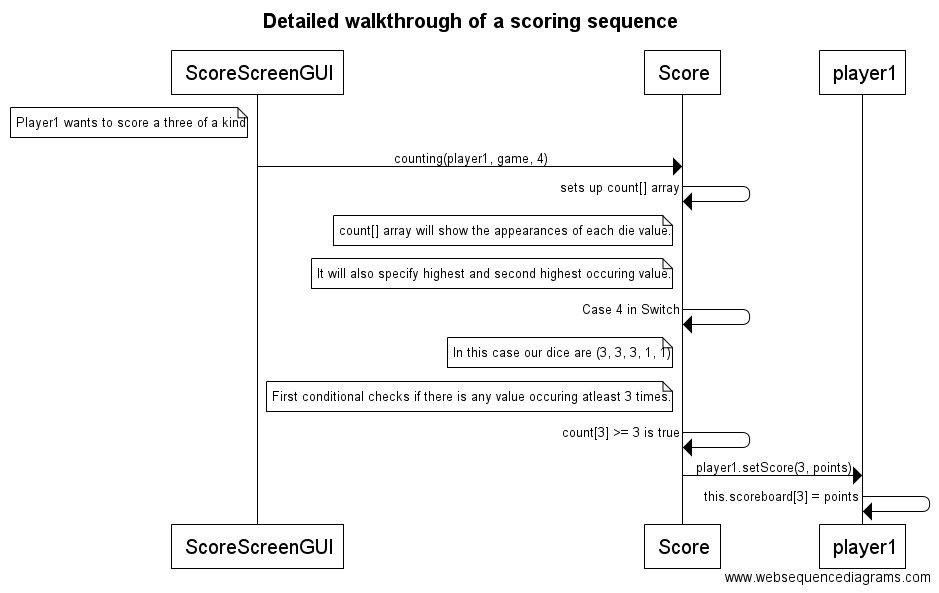 Detailed walkthrough of a scoring sequence
ScoreScreenGUI
Score
player1
Player1 wants to score a three of a kind
counting(player1, game, 4)
sets up count[] array
count[] array will show the appearances of each die value.
It will also specify highest and second highest occuring value.
Case 4 in Switch
In this case our dice are (3, 3, 3, 1, 1)
First conditional checks if there is any value occuring atleast 3 times.
count[3] >= 3 is true
player1.setScore(3, points)
this.scoreboard[3] = points
ScoreScreenGUI
Score
player1
www.websequencediagrams.com